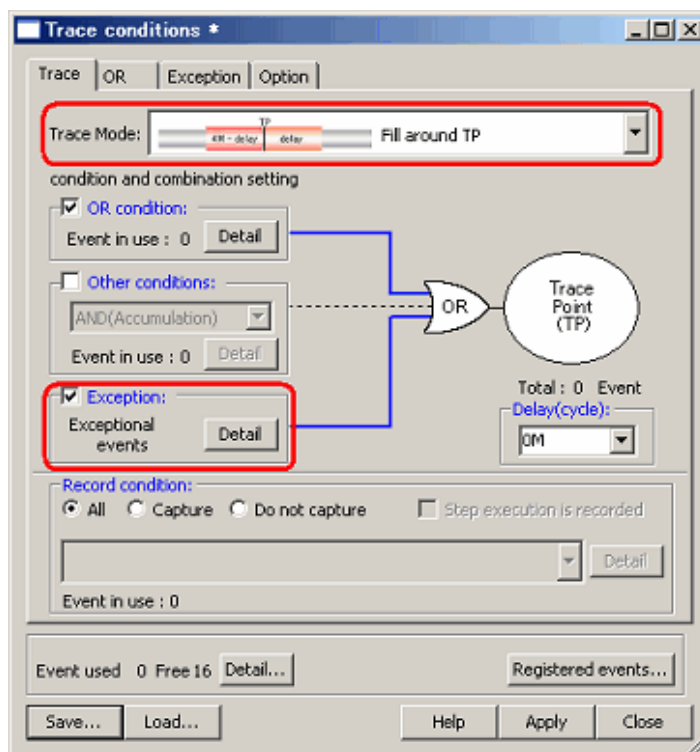 Trace conditions *
Trace OR Exception Option
TP
Trace Mode: 4M - delay delay Fill around TP
condition and combination setting
OR condition:
Event in use : 0 Detail
Other conditions:
AND(Accumulation)
Event in use : 0 Detail
OR
Trace
Point
(TP)
Exception:
Exceptional
events
Detail
Total : 0 Event
Delay(cycle):
0M
Record condition:
All Capture Do not capture Step execution is recorded
Detail
Event in use : 0
Event used 0 Free 16 Detail... Registered events...
Save... Load... Help Apply Close